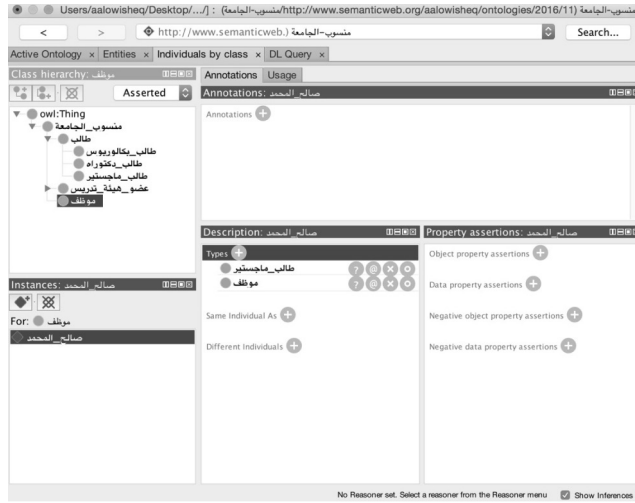 Users/aalowisheq/Desktop/.../] : (http://www.semanticweb.org/aalowisheq/ontologies/2016/11/منسوب-الجامعة) منسوب-الجامعة
< > http://www.semanticweb.) منسوب-الجامعة Search...
Active Ontology × Entities × Individuals by class × DL Query ×
Class hierarchy: موظف
Asserted
owl:Thing
منسوب_الجامعة
طالب
طالب_بكالوريوس
طالب_دكتوراه
طالب_ماجستير
عضو_هيئة_تدريس
موظف
Instances: صالح_المحمد
For: موظف
صالح_المحمد
Annotations Usage
Annotations: صالح_المحمد
Annotations
Description: صالح_المحمد
Types
طالب_ماجستير
موظف
Same Individual As
Different Individuals
Property assertions: صالح_المحمد
Object property assertions
Data property assertions
Negative object property assertions
Negative data property assertions
No Reasoner set. Select a reasoner from the Reasoner menu Show Inferences